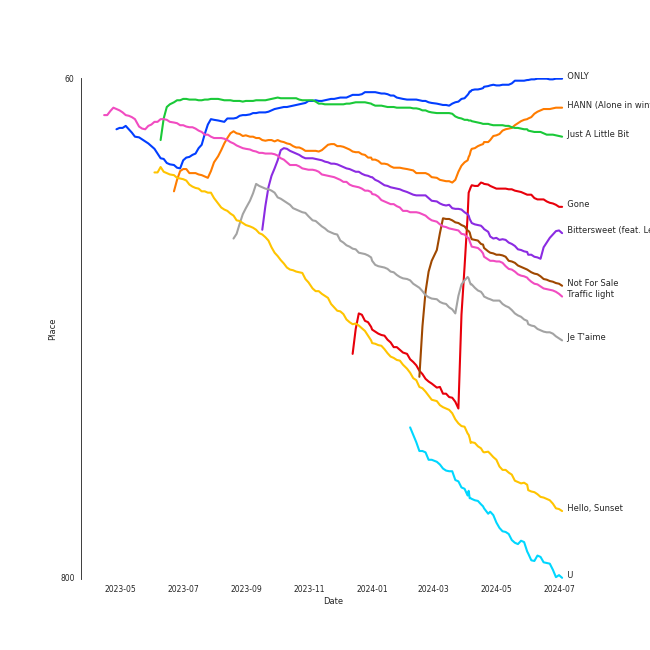 60
ONLY
HANN (Alone in win
Just A Little Bit
Gone
Bittersweet (feat. Le
Not For Sale
Traffic light
Place
Je T'aime
Hello, Sunset
U
800
2023-05 2023-07 2023-09 2023-11 2024-01 2024-03 2024-05 2024-07
Date